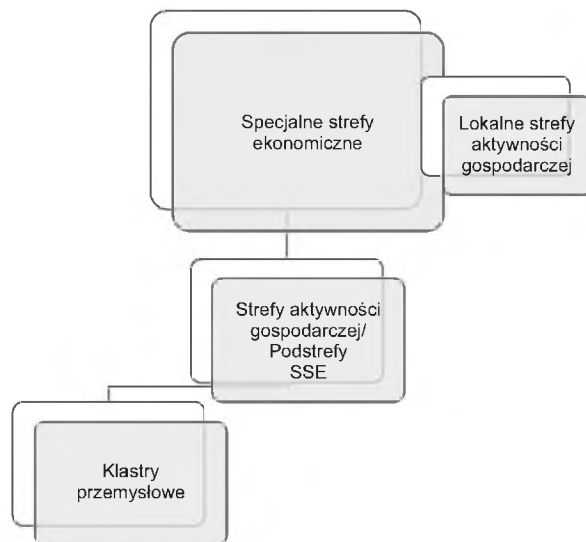 Specjalne strefy
ekonomiczne
Lokalne strefy
aktywności
gospodarczej
Strefy aktywności
gospodarczej/
Podstrefy
SSE
Klastry
przemysłowe